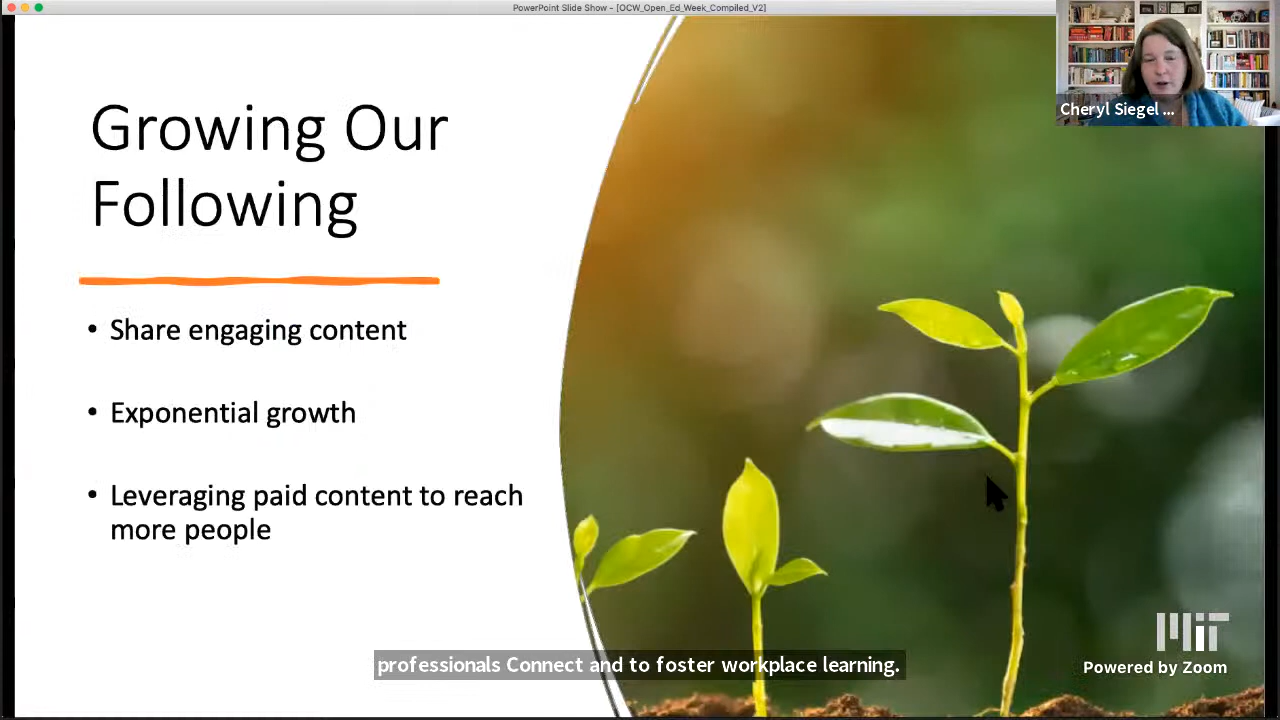 PowerPoint Slide Show - [OCW_Open_Ed_Week_Compiled_V2]
Cheryl Siegel ...
Growing Our
Following
• Share engaging content
• Exponential growth
• Leveraging paid content to reach
more people
professionals Connect and to foster workplace learning.
MIT
Powered by Zoom